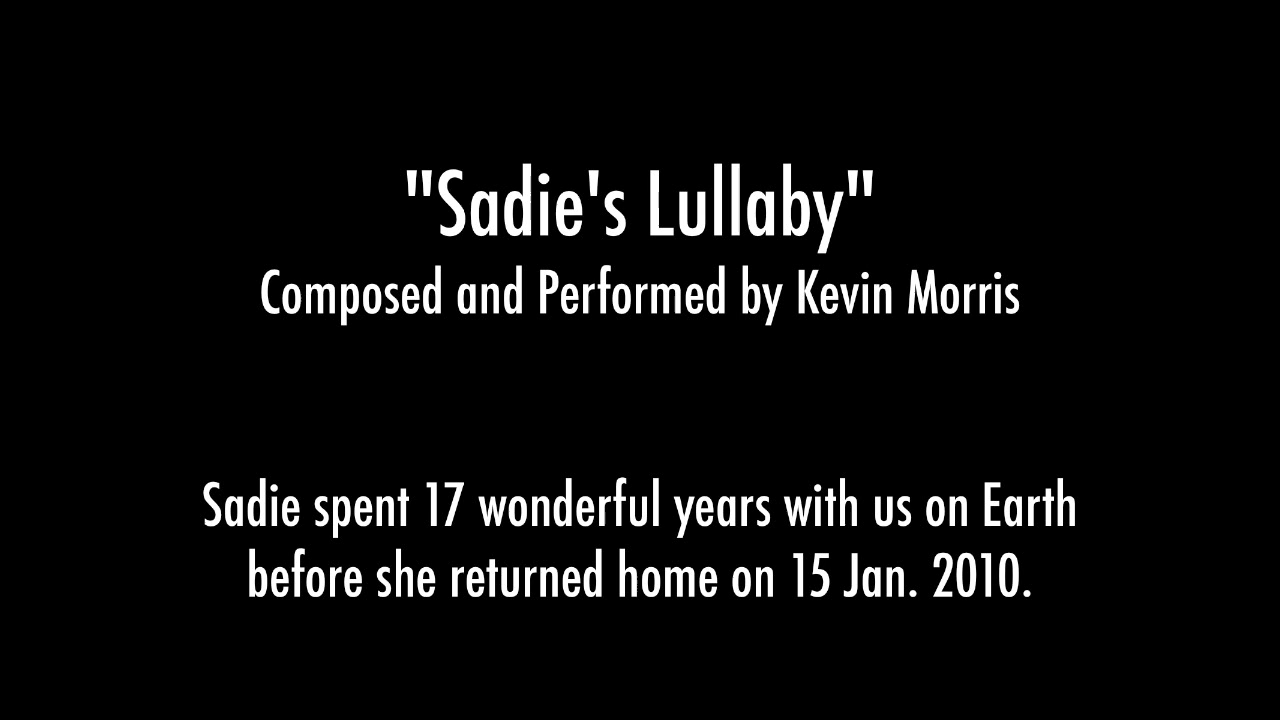 "Sadie's Lullaby"
Composed and Performed by Kevin Morris
Sadie spent 17 wonderful years with us on Earth
before she returned home on 15 Jan. 2010.